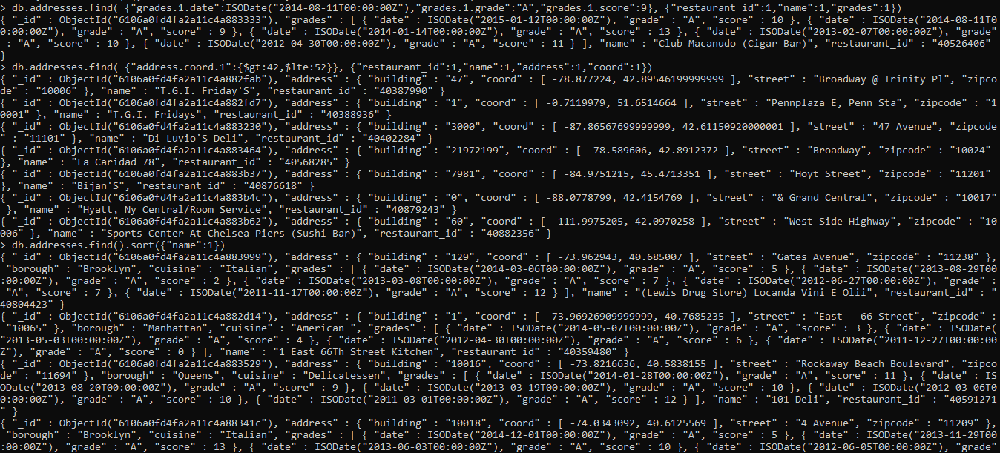 > db.addresses.find( {"grades.1.date":ISODate("2014-08-11T00:00:00Z"),"grades.1.grade":"A","grades.1.score":9}, {"restaurant_id":1,"name":1,"grades":1})
{ "_id" : ObjectId("6106a0fd4fa2a11c4a883333"), "grades" : [ { "date" : ISODate("2015-01-12T00:00:00Z"), "grade" : "A", "score" : 10 }, { "date" : ISODate("2014-08-11T0
0:00:00Z"), "grade" : "A", "score" : 9 }, { "date" : ISODate("2014-01-14T00:00:00Z"), "grade" : "A", "score" : 13 }, { "date" : ISODate("2013-02-07T00:00:00Z"), "grade"
 : "A", "score" : 10 }, { "date" : ISODate("2012-04-30T00:00:00Z"), "grade" : "A", "score" : 11 } ], "name" : "Club Macanudo (Cigar Bar)", "restaurant_id" : "40526406"
}
> db.addresses.find( {"address.coord.1":{$gt:42,$lte:52}}, {"restaurant_id":1,"name":1,"address":1,"coord":1})
{ "_id" : ObjectId("6106a0fd4fa2a11c4a882fab"), "address" : { "building" : "47", "coord" : [ -78.877224, 42.89546199999999 ], "street" : "Broadway @ Trinity Pl", "zipco
de" : "10006" }, "name" : "T.G.I. Friday'S", "restaurant_id" : "40387990" }
{ "_id" : ObjectId("6106a0fd4fa2a11c4a882fd7"), "address" : { "building" : "1", "coord" : [ -0.7119979, 51.6514664 ], "street" : "Pennplaza E, Penn Sta", "zipcode" : "1
0001" }, "name" : "T.G.I. Fridays", "restaurant_id" : "40388936" }
{ "_id" : ObjectId("6106a0fd4fa2a11c4a883230"), "address" : { "building" : "3000", "coord" : [ -87.86567699999999, 42.61150920000001 ], "street" : "47 Avenue", "zipcode
" : "11101" }, "name" : "Di Luvio'S Deli", "restaurant_id" : "40402284" }
{ "_id" : ObjectId("6106a0fd4fa2a11c4a883464"), "address" : { "building" : "21972199", "coord" : [ -78.589606, 42.8912372 ], "street" : "Broadway", "zipcode" : "10024"
}, "name" : "La Caridad 78", "restaurant_id" : "40568285" }
{ "_id" : ObjectId("6106a0fd4fa2a11c4a883b37"), "address" : { "building" : "7981", "coord" : [ -84.9751215, 45.4713351 ], "street" : "Hoyt Street", "zipcode" : "11201"
}, "name" : "Bijan'S", "restaurant_id" : "40876618" }
{ "_id" : ObjectId("6106a0fd4fa2a11c4a883b4c"), "address" : { "building" : "0", "coord" : [ -88.0778799, 42.4154769 ], "street" : "& Grand Central", "zipcode" : "10017"
 }, "name" : "Hyatt, Ny Central/Room Service", "restaurant_id" : "40879243" }
{ "_id" : ObjectId("6106a0fd4fa2a11c4a883b62"), "address" : { "building" : "60", "coord" : [ -111.9975205, 42.0970258 ], "street" : "West Side Highway", "zipcode" : "10
006" }, "name" : "Sports Center At Chelsea Piers (Sushi Bar)", "restaurant_id" : "40882356" }
> db.addresses.find().sort({"name":1})
{ "_id" : ObjectId("6106a0fd4fa2a11c4a883999"), "address" : { "building" : "129", "coord" : [ -73.962943, 40.685007 ], "street" : "Gates Avenue", "zipcode" : "11238" },
 "borough" : "Brooklyn", "cuisine" : "Italian", "grades" : [ { "date" : ISODate("2014-03-06T00:00:00Z"), "grade" : "A", "score" : 5 }, { "date" : ISODate("2013-08-29T00
:00:00Z"), "grade" : "A", "score" : 2 }, { "date" : ISODate("2013-03-08T00:00:00Z"), "grade" : "A", "score" : 7 }, { "date" : ISODate("2012-06-27T00:00:00Z"), "grade" :
 "A", "score" : 7 }, { "date" : ISODate("2011-11-17T00:00:00Z"), "grade" : "A", "score" : 12 } ], "name" : "(Lewis Drug Store) Locanda Vini E Olii", "restaurant_id" : "
40804423" }
{ "_id" : ObjectId("6106a0fd4fa2a11c4a882d14"), "address" : { "building" : "1", "coord" : [ -73.96926909999999, 40.7685235 ], "street" : "East   66 Street", "zipcode" :
 "10065" }, "borough" : "Manhattan", "cuisine" : "American ", "grades" : [ { "date" : ISODate("2014-05-07T00:00:00Z"), "grade" : "A", "score" : 3 }, { "date" : ISODate(
"2013-05-03T00:00:00Z"), "grade" : "A", "score" : 4 }, { "date" : ISODate("2012-04-30T00:00:00Z"), "grade" : "A", "score" : 6 }, { "date" : ISODate("2011-12-27T00:00:00
Z"), "grade" : "A", "score" : 0 } ], "name" : "1 East 66Th Street Kitchen", "restaurant_id" : "40359480" }
{ "_id" : ObjectId("6106a0fd4fa2a11c4a883529"), "address" : { "building" : "10016", "coord" : [ -73.8216636, 40.5838155 ], "street" : "Rockaway Beach Boulevard", "zipco
de" : "11694" }, "borough" : "Queens", "cuisine" : "Delicatessen", "grades" : [ { "date" : ISODate("2014-01-28T00:00:00Z"), "grade" : "A", "score" : 11 }, { "date" : IS
ODate("2013-08-20T00:00:00Z"), "grade" : "A", "score" : 9 }, { "date" : ISODate("2013-03-19T00:00:00Z"), "grade" : "A", "score" : 10 }, { "date" : ISODate("2012-03-06T0
0:00:00Z"), "grade" : "A", "score" : 10 }, { "date" : ISODate("2011-03-01T00:00:00Z"), "grade" : "A", "score" : 12 } ], "name" : "101 Deli", "restaurant_id" : "40591271
" }
{ "_id" : ObjectId("6106a0fd4fa2a11c4a88341c"), "address" : { "building" : "10018", "coord" : [ -74.0343092, 40.6125569 ], "street" : "4 Avenue", "zipcode" : "11209" },
 "borough" : "Brooklyn", "cuisine" : "Italian", "grades" : [ { "date" : ISODate("2014-12-01T00:00:00Z"), "grade" : "A", "score" : 5 }, { "date" : ISODate("2013-11-29T00
:00:00Z"), "grade" : "A", "score" : 13 }, { "date" : ISODate("2013-06-03T00:00:00Z"), "grade" : "A", "score" : 10 }, { "date" : ISODate("2012-06-05T00:00:00Z"), "grade"